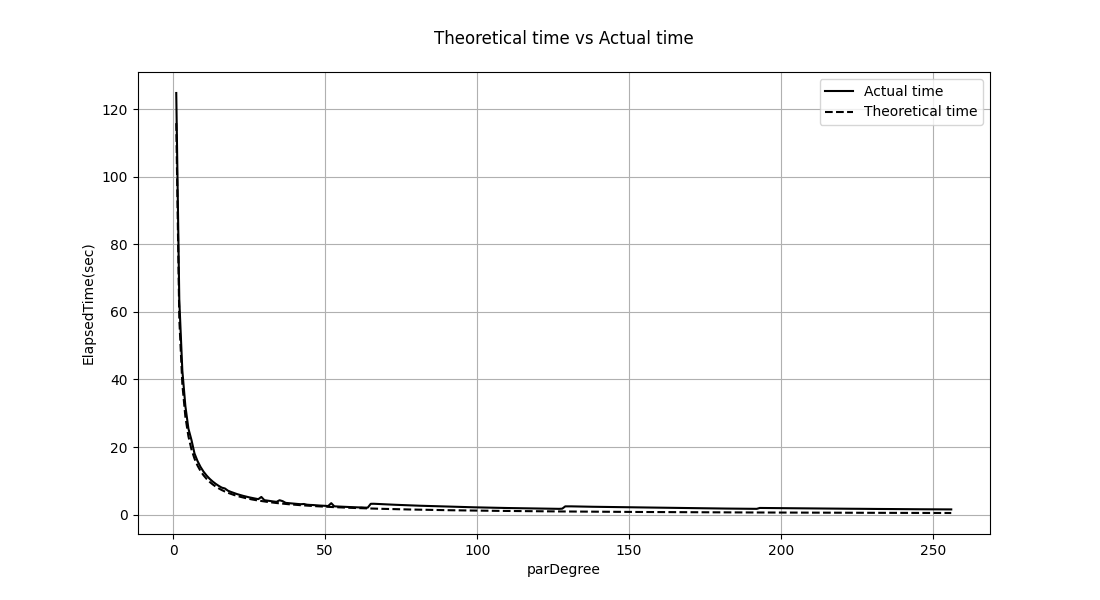 Theoretical time vs Actual time
Actual time
Theoretical time
120
100
80
60
40
20
0
ElapsedTime(sec)
0 50 100 150 200 250
parDegree